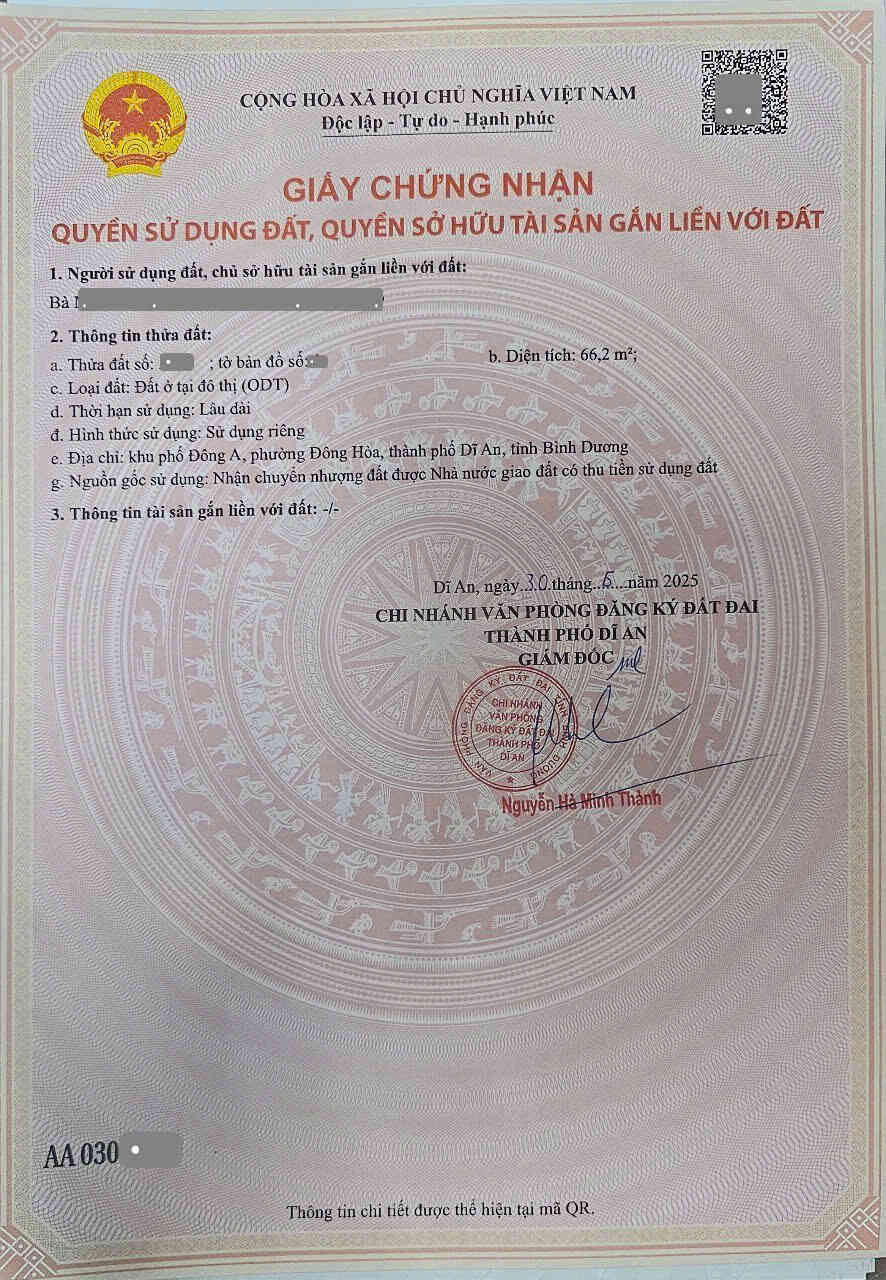 CỘNG HÒA XÃ HỘI CHỦ NGHĨA VIỆT NAM
Độc lập - Tự do - Hạnh phúc
GIẤY CHỨNG NHẬN
QUYỀN SỬ DỤNG ĐẤT, QUYỀN SỞ HỮU TÀI SẢN GẮN LIỀN VỚI ĐẤT
1. Người sử dụng đất, chủ sở hữu tài sản gắn liền với đất:
Bà
2. Thông tin thửa đất:
a. Thửa đất số: ; tờ bản đồ số:
b. Diện tích: 66,2 m²;
c. Loại đất: Đất ở tại đô thị (ODT)
d. Thời hạn sử dụng: Lâu dài
đ. Hình thức sử dụng: Sử dụng riêng
e. Địa chỉ: khu phố Đông A, phường Đông Hòa, thành phố Dĩ An, tỉnh Bình Dương
g. Nguồn gốc sử dụng: Nhận chuyển nhượng đất được Nhà nước giao đất có thu tiền sử dụng đất
3. Thông tin tài sản gắn liền với đất: -/-
Dĩ An, ngày..30.tháng..5....năm 2025
CHI NHÁNH VĂN PHÒNG ĐĂNG KÝ ĐẤT ĐAI
THÀNH PHỐ DĨ AN
GIÁM ĐỐC
VĂN PHÒNG ĐĂNG KÝ ĐẤT ĐAI TỈNH BÌNH DƯƠNG
CHI NHÁNH
VĂN PHÒNG
ĐĂNG KÝ ĐẤT ĐAI
THÀNH PHỐ
DĨ AN
Nguyễn Hà Minh Thành
AA 030
Thông tin chi tiết được thể hiện tại mã QR.